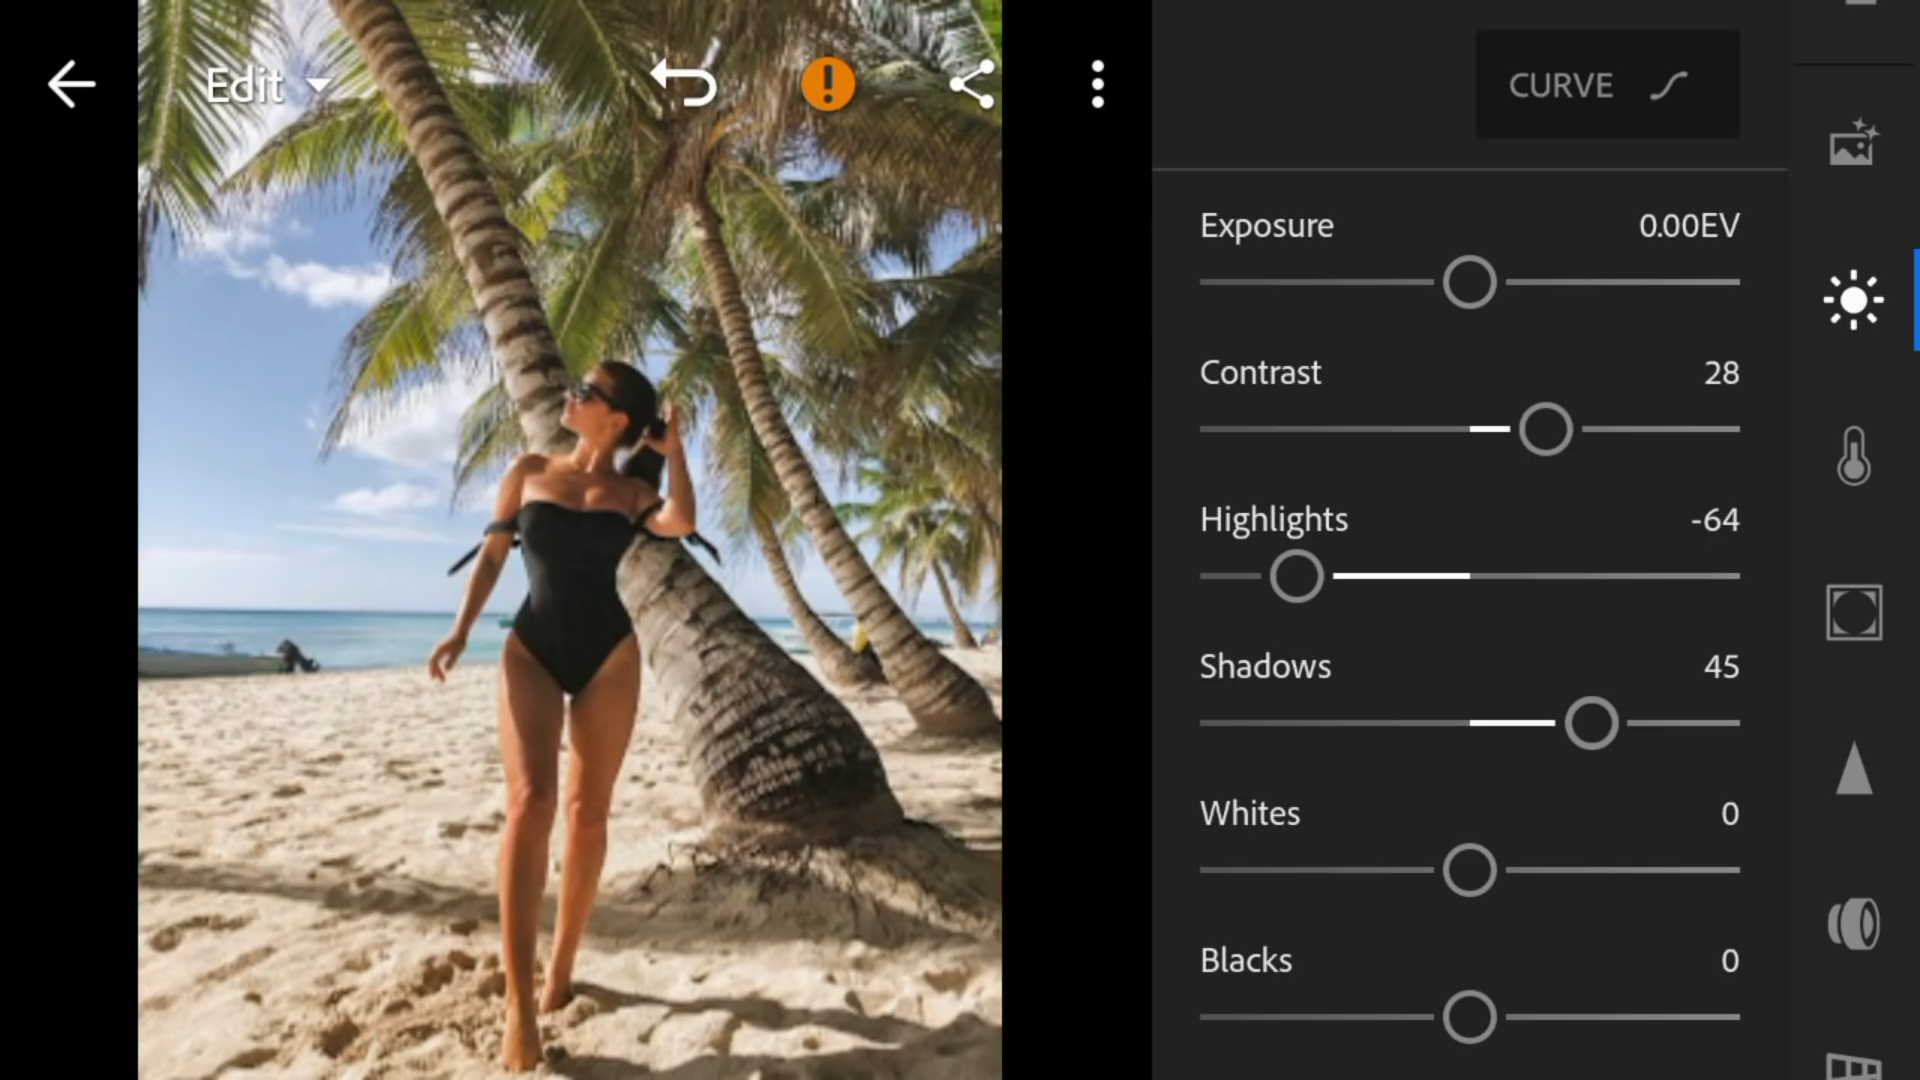 Edit
CURVE
Exposure 0.00EV
Contrast 28
Highlights -64
Shadows 45
Whites 0
Blacks 0